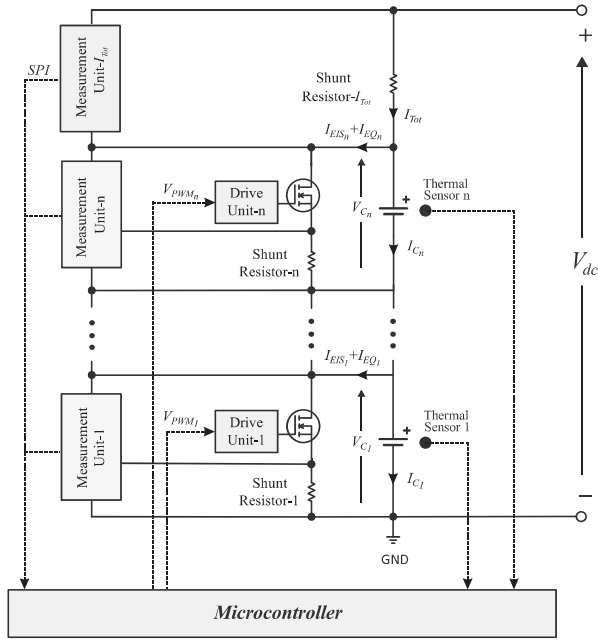 Measurement
Unit-I_Tot
SPI
Shunt
Resistor-I_Tot
I_Tot
+
I_EIS_n+I_EQ_n
Measurement
Unit-n
V_PWM_n
Drive
Unit-n
V_C_n
+
Thermal
Sensor n
Shunt
Resistor-n
I_C_n
V_dc
I_EIS_1+I_EQ_1
Measurement
Unit-1
V_PWM_1
Drive
Unit-1
V_C_1
+
Thermal
Sensor 1
Shunt
Resistor-1
I_C_1
−
GND
Microcontroller